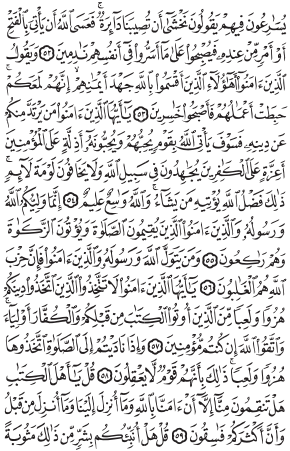 يُسَٰرِعُونَ فِيهِمۡ يَقُولُونَ نَخۡشَىٰٓ أَن تُصِيبَنَا دَآئِرَةٞۚ فَعَسَى ٱللَّهُ أَن يَأۡتِيَ بِٱلۡفَتۡحِ
أَوۡ أَمۡرٖ مِّنۡ عِندِهِۦ فَيُصۡبِحُواْ عَلَىٰ مَآ أَسَرُّواْ فِيٓ أَنفُسِهِمۡ نَٰدِمِينَ ٥٢ وَيَقُولُ
ٱلَّذِينَ ءَامَنُوٓاْ أَهَٰٓؤُلَآءِ ٱلَّذِينَ أَقۡسَمُواْ بِٱللَّهِ جَهۡدَ أَيۡمَٰنِهِمۡ إِنَّهُمۡ لَمَعَكُمۡۚ
حَبِطَتۡ أَعۡمَٰلُهُمۡ فَأَصۡبَحُواْ خَٰسِرِينَ ٥٣ يَٰٓأَيُّهَا ٱلَّذِينَ ءَامَنُواْ مَن يَرۡتَدَّ مِنكُمۡ
عَن دِينِهِۦ فَسَوۡفَ يَأۡتِي ٱللَّهُ بِقَوۡمٖ يُحِبُّهُمۡ وَيُحِبُّونَهُۥٓ أَذِلَّةٍ عَلَى ٱلۡمُؤۡمِنِينَ
أَعِزَّةٍ عَلَى ٱلۡكَٰفِرِينَ يُجَٰهِدُونَ فِي سَبِيلِ ٱللَّهِ وَلَا يَخَافُونَ لَوۡمَةَ لَآئِمٖۚ
ذَٰلِكَ فَضۡلُ ٱللَّهِ يُؤۡتِيهِ مَن يَشَآءُۚ وَٱللَّهُ وَٰسِعٌ عَلِيمٌ ٥٤ إِنَّمَا وَلِيُّكُمُ ٱللَّهُ
وَرَسُولُهُۥ وَٱلَّذِينَ ءَامَنُواْ ٱلَّذِينَ يُقِيمُونَ ٱلصَّلَوٰةَ وَيُؤۡتُونَ ٱلزَّكَوٰةَ
وَهُمۡ رَٰكِعُونَ ٥٥ وَمَن يَتَوَلَّ ٱللَّهَ وَرَسُولَهُۥ وَٱلَّذِينَ ءَامَنُواْ فَإِنَّ حِزۡبَ
ٱللَّهِ هُمُ ٱلۡغَٰلِبُونَ ٥٦ يَٰٓأَيُّهَا ٱلَّذِينَ ءَامَنُواْ لَا تَتَّخِذُواْ ٱلَّذِينَ ٱتَّخَذُواْ دِينَكُمۡ
هُزُوٗا وَلَعِبٗا مِّنَ ٱلَّذِينَ أُوتُواْ ٱلۡكِتَٰبَ مِن قَبۡلِكُمۡ وَٱلۡكُفَّارَ أَوۡلِيَآءَۚ
وَٱتَّقُواْ ٱللَّهَ إِن كُنتُم مُّؤۡمِنِينَ ٥٧ وَإِذَا نَادَيۡتُمۡ إِلَى ٱلصَّلَوٰةِ ٱتَّخَذُوهَا
هُزُوٗا وَلَعِبٗاۚ ذَٰلِكَ بِأَنَّهُمۡ قَوۡمٞ لَّا يَعۡقِلُونَ ٥٨ قُلۡ يَٰٓأَهۡلَ ٱلۡكِتَٰبِ
هَلۡ تَنقِمُونَ مِنَّآ إِلَّآ أَنۡ ءَامَنَّا بِٱللَّهِ وَمَآ أُنزِلَ إِلَيۡنَا وَمَآ أُنزِلَ مِن قَبۡلُ
وَأَنَّ أَكۡثَرَكُمۡ فَٰسِقُونَ ٥٩ قُلۡ هَلۡ أُنَبِّئُكُم بِشَرّٖ مِّن ذَٰلِكَ مَثُوبَةً